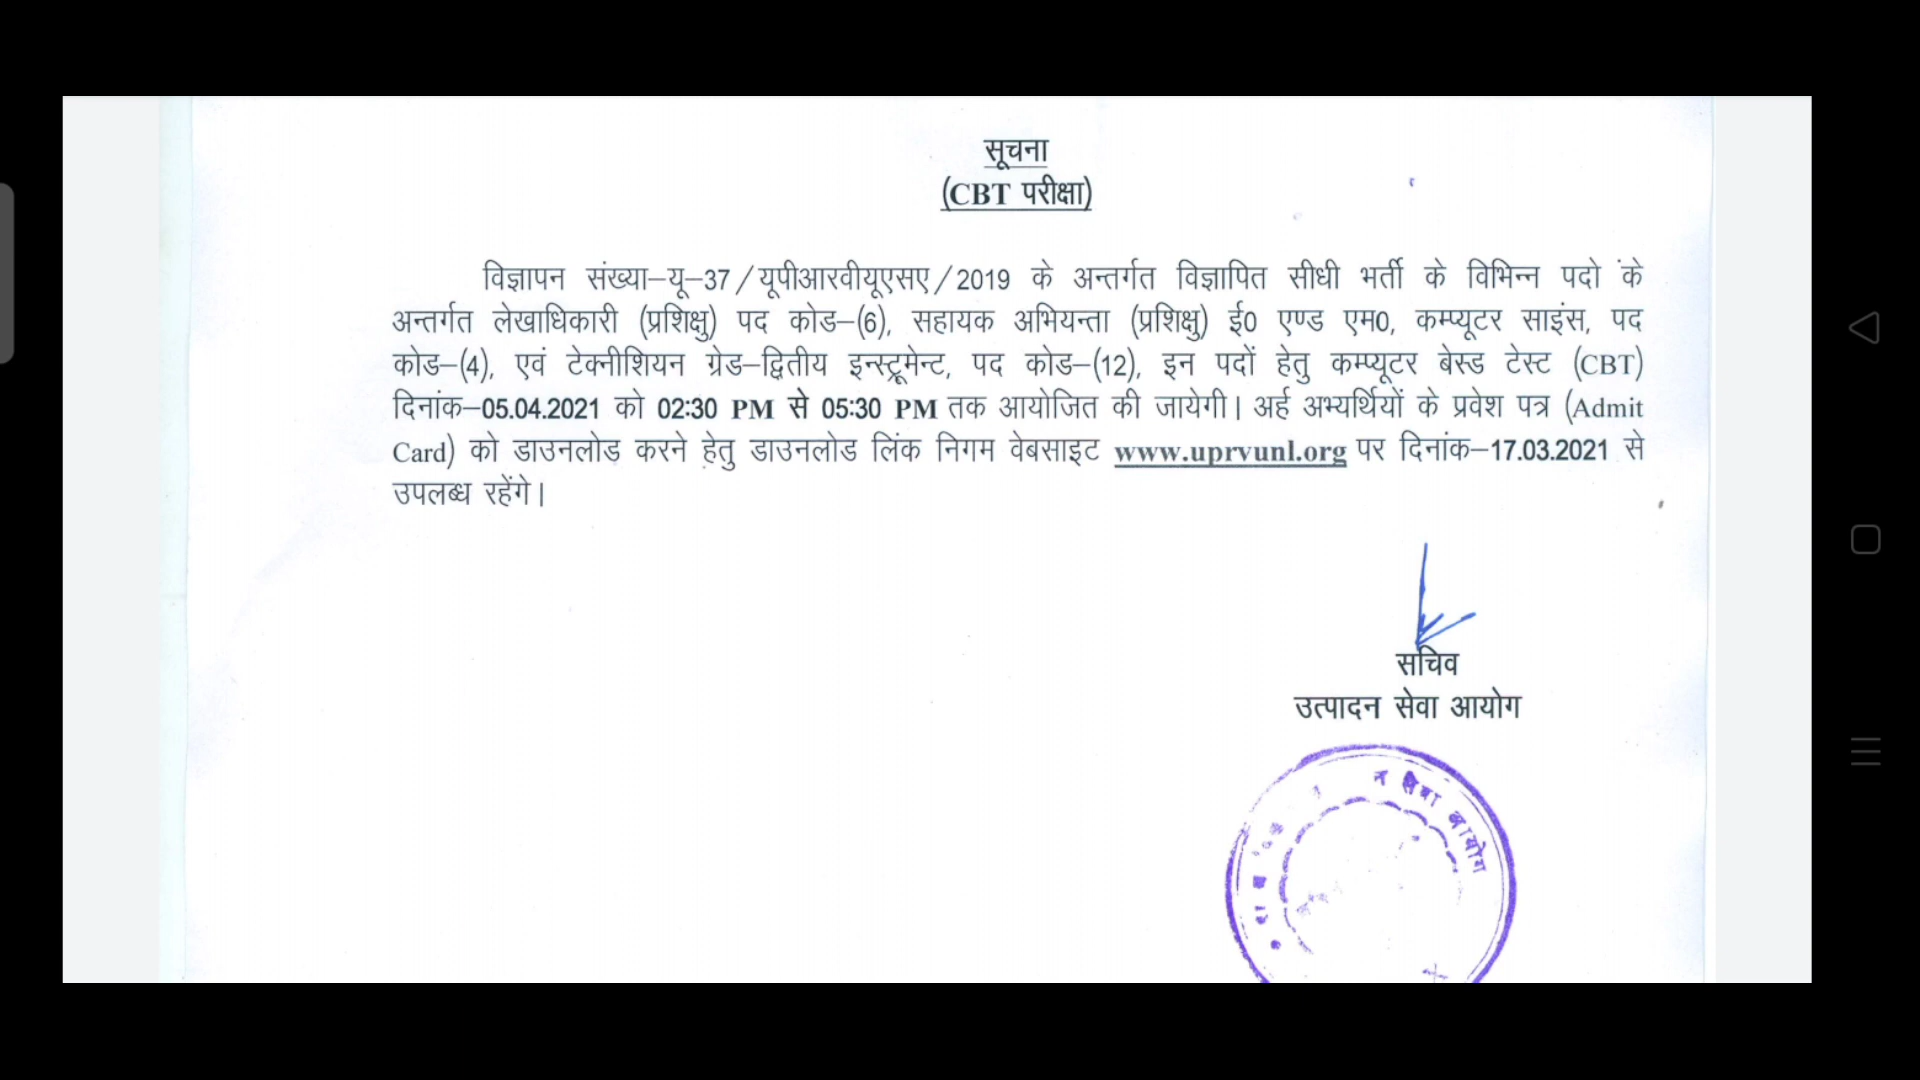 सूचना
(CBT परीक्षा)
विज्ञापन संख्या–यू–37/यूपीआरवीयूएसए/2019 के अन्तर्गत विज्ञापित सीधी भर्ती के विभिन्न पदो ंके
अन्तर्गत लेखाधिकारी (प्रशिक्षु) पद कोड–(6), सहायक अभियन्ता (प्रशिक्षु) ई0 एण्ड एम0, कम्प्यूटर साइंस, पद
कोड–(4), एवं टेक्नीशियन ग्रेड–द्वितीय इन्स्ट्रूमेन्ट, पद कोड–(12), इन पदों हेतु कम्प्यूटर बेस्ड टेस्ट (CBT)
दिनांक–05.04.2021 को 02:30 PM से 05:30 PM तक आयोजित की जायेगी। अर्ह अभ्यर्थियों के प्रवेश पत्र (Admit
Card) को डाउनलोड करने हेतु डाउनलोड लिंक निगम वेबसाइट www.uprvunl.org पर दिनांक–17.03.2021 से
उपलब्ध रहेंगे।
सचिव
उत्पादन सेवा आयोग
सेवा आयोग